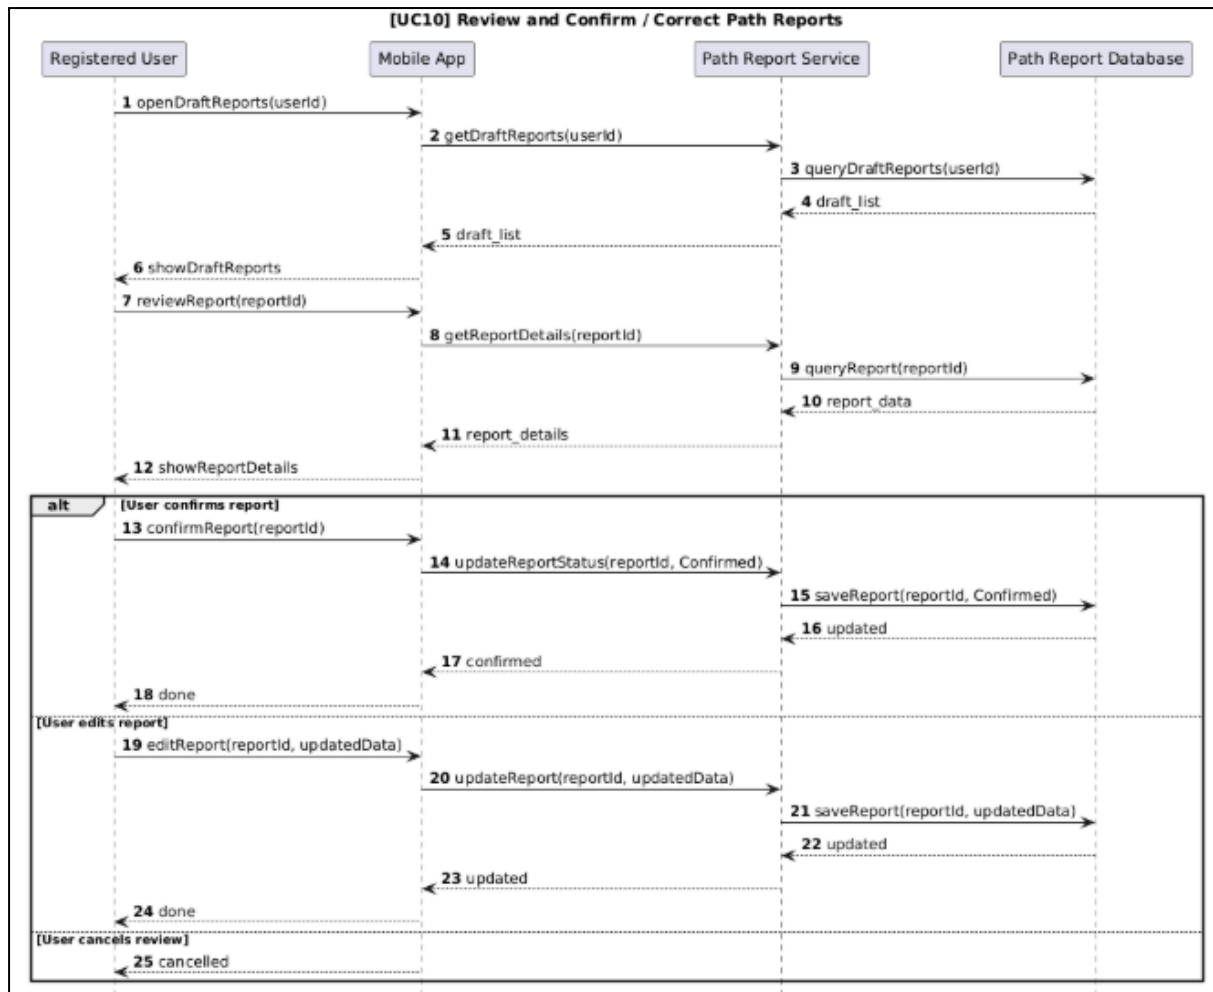 [UC10] Review and Confirm / Correct Path Reports
Registered User Mobile App Path Report Service Path Report Database
1 openDraftReports(userId)
2 getDraftReports(userId)
3 queryDraftReports(userId)
4 draft_list
5 draft_list
6 showDraftReports
7 reviewReport(reportId)
8 getReportDetails(reportId)
9 queryReport(reportId)
10 report_data
11 report_details
12 showReportDetails
alt [User confirms report]
13 confirmReport(reportId)
14 updateReportStatus(reportId, Confirmed)
15 saveReport(reportId, Confirmed)
16 updated
17 confirmed
18 done
[User edits report]
19 editReport(reportId, updatedData)
20 updateReport(reportId, updatedData)
21 saveReport(reportId, updatedData)
22 updated
23 updated
24 done
[User cancels review]
25 cancelled